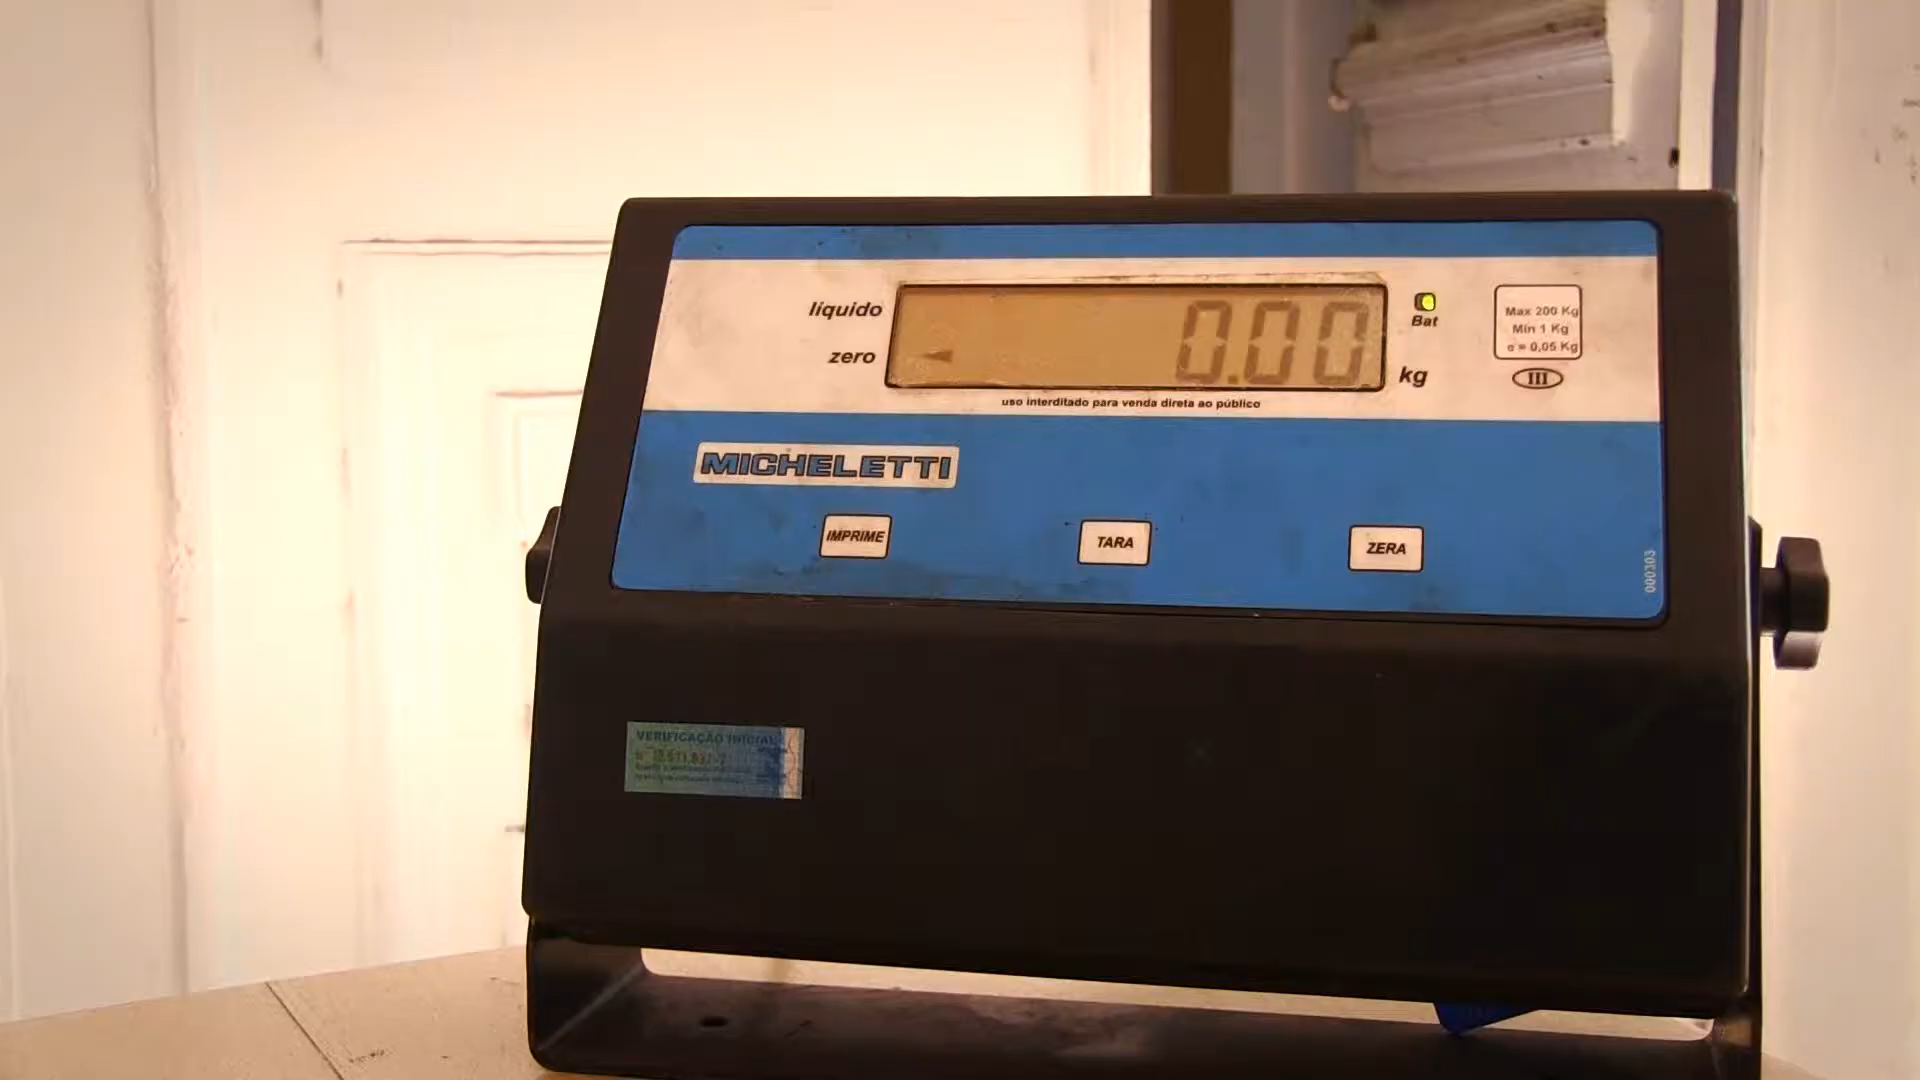 líquido
zero
0.00
Bat
kg
Max 200 Kg
Min 1 Kg
e = 0,05 Kg
III
uso interditado para venda direta ao público
MICHELETTI
IMPRIME
TARA
ZERA
000303
VERIFICAÇÃO INICIAL